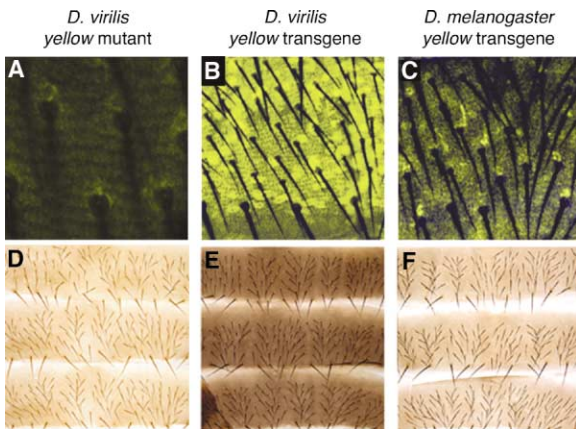 D. virilis
yellow mutant
D. virilis
yellow transgene
D. melanogaster
yellow transgene
A
B
C
D
E
F